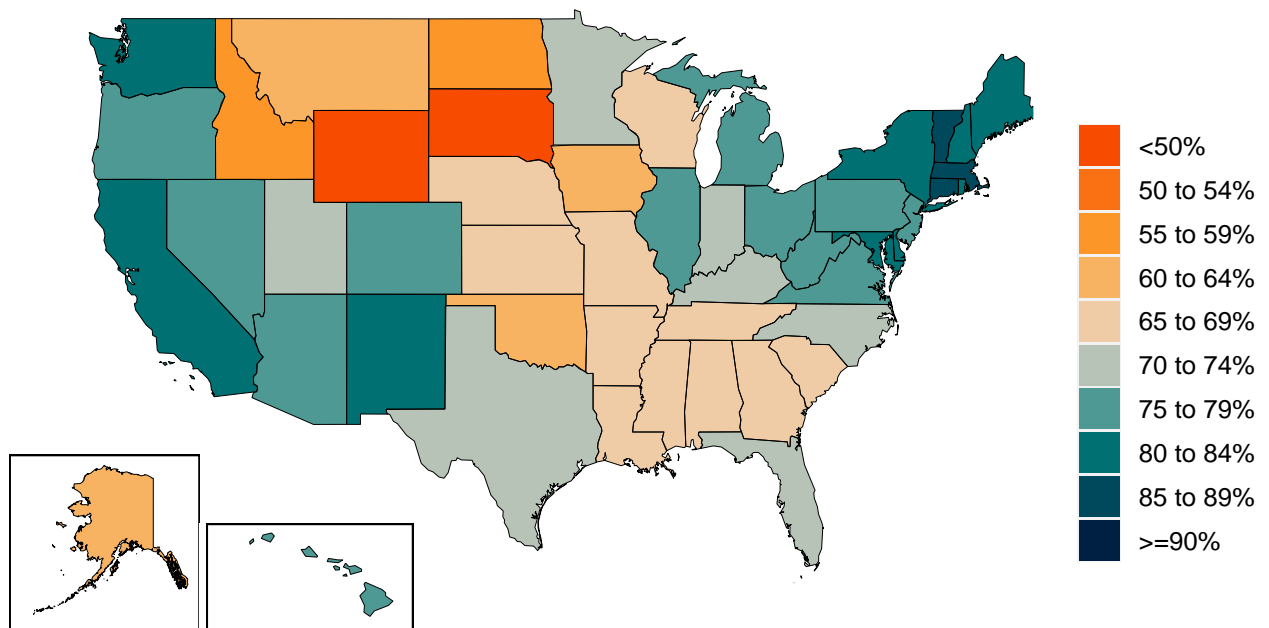 <50%
50 to 54%
55 to 59%
60 to 64%
65 to 69%
70 to 74%
75 to 79%
80 to 84%
85 to 89%
>=90%